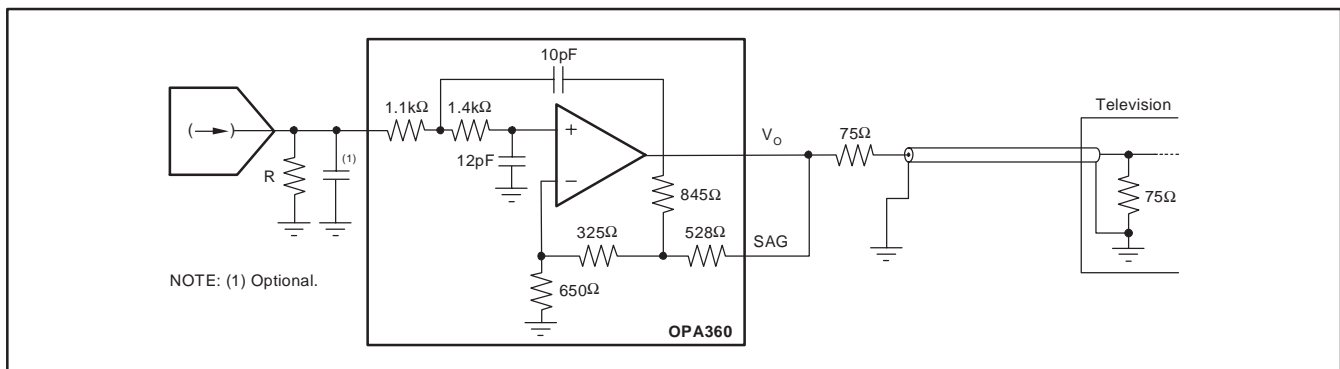 10pF
1.1kΩ
1.4kΩ
Television
(1)
R
12pF
+
−
V_O
75Ω
845Ω
75Ω
325Ω
528Ω
SAG
NOTE: (1) Optional.
650Ω
OPA360